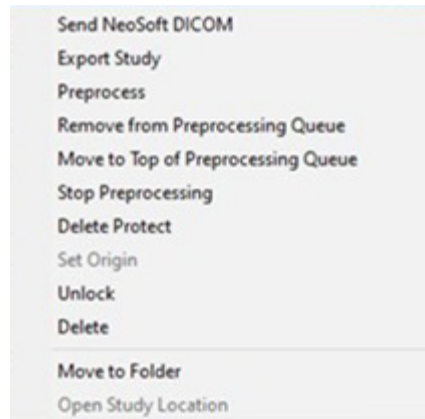 Send NeoSoft DICOM
Export Study
Preprocess
Remove from Preprocessing Queue
Move to Top of Preprocessing Queue
Stop Preprocessing
Delete Protect
Set Origin
Unlock
Delete
Move to Folder
Open Study Location